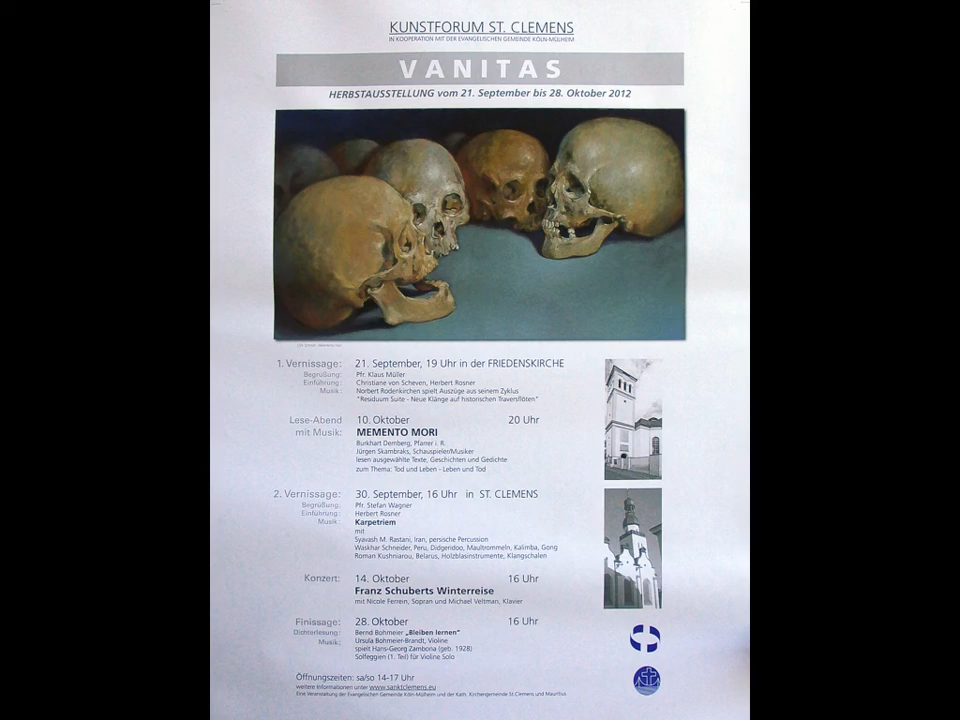 KUNSTFORUM ST. CLEMENS
IN KOOPERATION MIT DER EVANGELISCHEN GEMEINDE KÖLN-MÜLHEIM
VANITAS
HERBSTAUSSTELLUNG vom 21. September bis 28. Oktober 2012
1. Vernissage: 21. September, 19 Uhr in der FRIEDENSKIRCHE
Begrüßung: Pfr. Klaus Müller
Einführung: Christiane von Scheven, Herbert Rosner
Musik: Norbert Rodenkirchen spielt Auszüge aus seinem Zyklus
"Residuum Suite - Neue Klänge auf historischen Traversflöten"
Lese-Abend 10. Oktober 20 Uhr
mit Musik: MEMENTO MORI
Burkhart Demberg, Pfarrer i. R.
Jürgen Skambraks, Schauspieler/Musiker
lesen ausgewählte Texte, Geschichten und Gedichte
zum Thema: Tod und Leben - Leben und Tod
2. Vernissage: 30. September, 16 Uhr in ST. CLEMENS
Begrüßung: Pfr. Stefan Wagner
Einführung: Herbert Rosner
Musik: Karpetriem
mit
Syavash M. Rastani, Iran, persische Percussion
Waskhar Schneider, Peru, Didgeridoo, Maultrommeln, Kalimba, Gong
Roman Kushniarou, Belarus, Holzblasinstrumente, Klangschalen
Konzert: 14. Oktober 16 Uhr
Franz Schuberts Winterreise
mit Nicole Ferrein, Sopran und Michael Veltman, Klavier
Finissage: 28. Oktober 16 Uhr
Dichterlesung: Bernd Bohmeier „Bleiben lernen"
Musik: Ursula Bohmeier-Brandt, Violine
spielt Hans-Georg Zambona (geb. 1928)
Solfeggien (1. Teil) für Violine Solo
Öffnungszeiten: sa/so 14-17 Uhr
weitere Informationen unter www.sanktclemens.eu
Eine Veranstaltung der Evangelischen Gemeinde Köln-Mülheim und der Kath. Kirchengemeinde St.Clemens und Mauritius